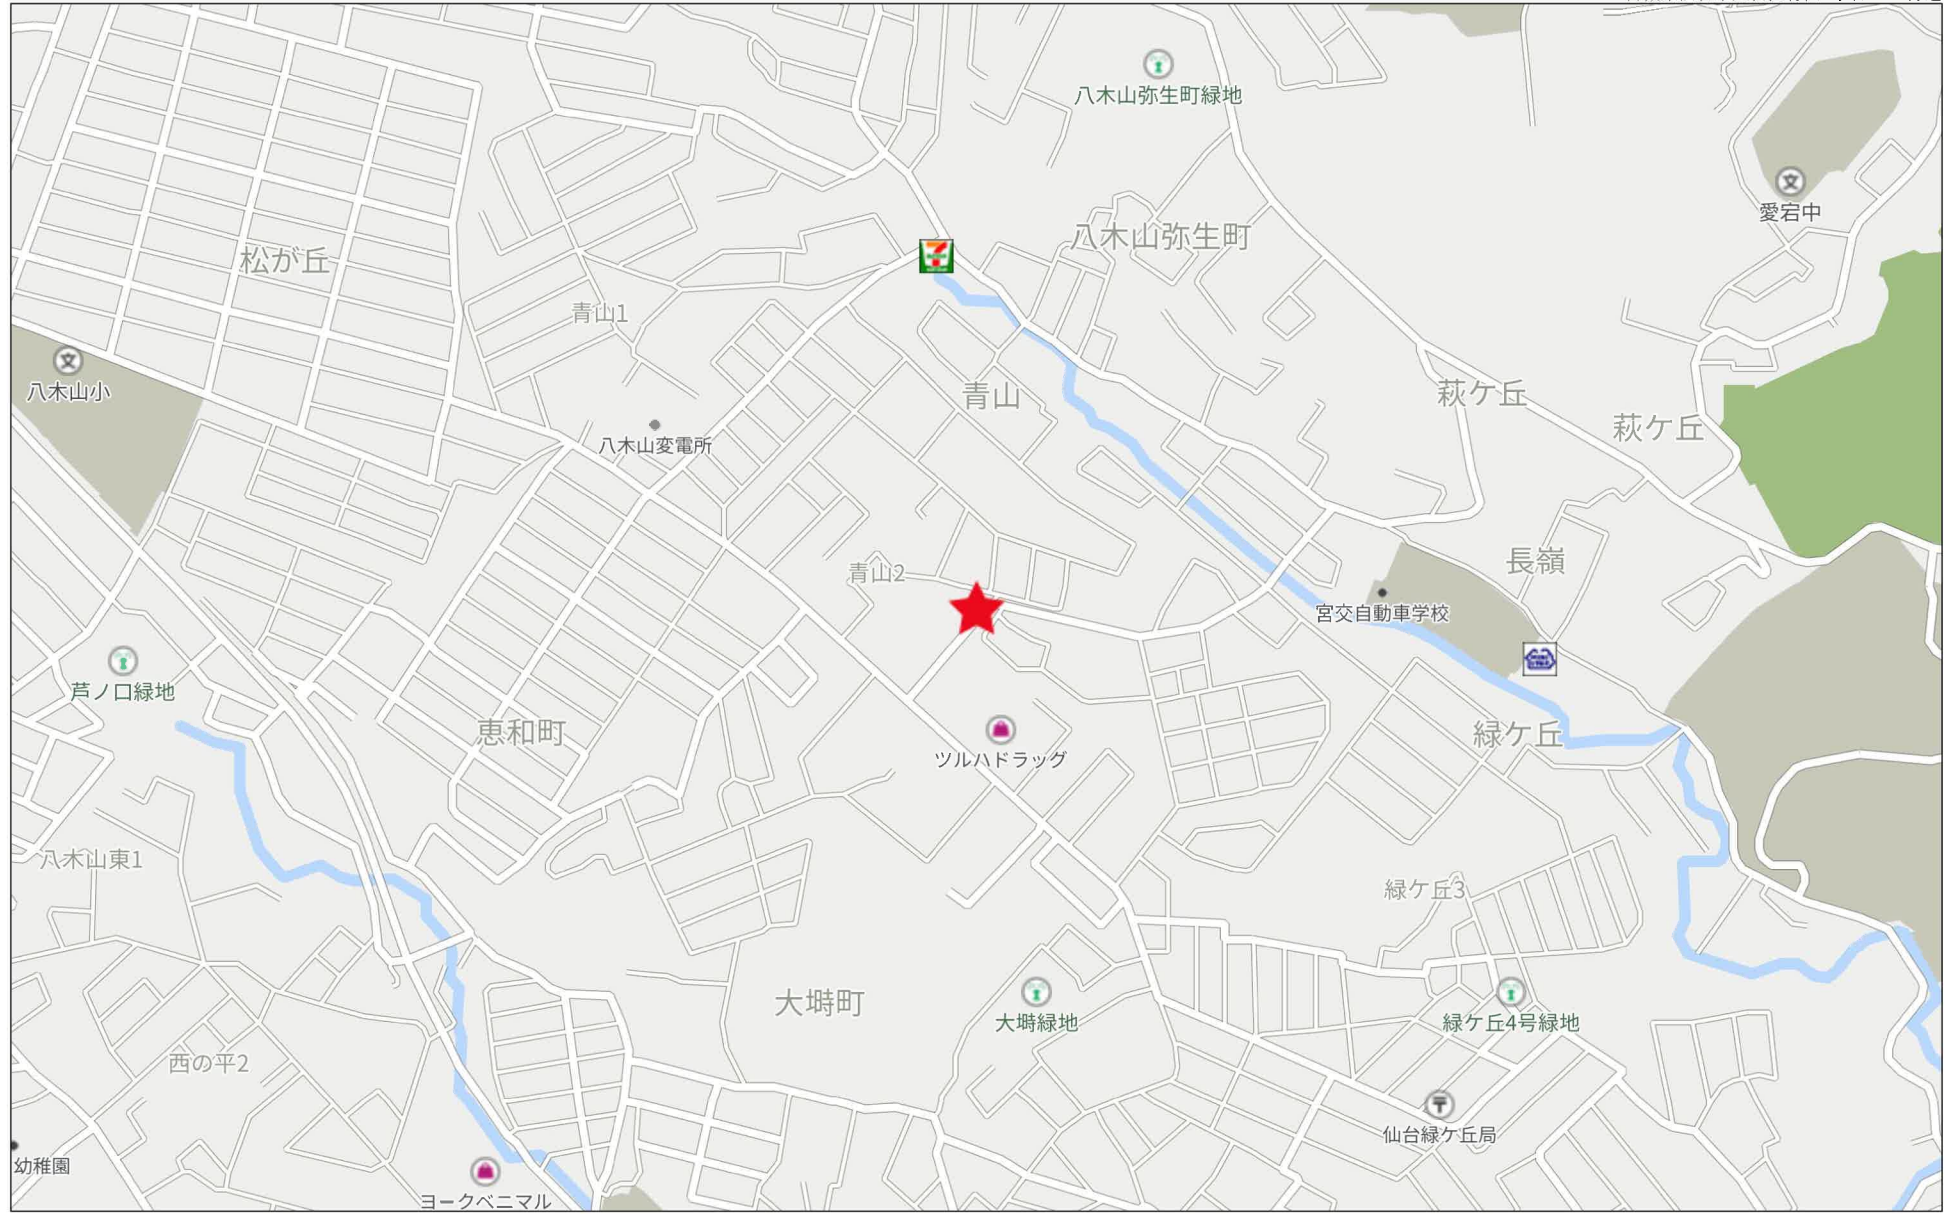 八木山弥生町緑地
愛宕中
八木山弥生町
松が丘
青山1
八木山小
青山
萩ケ丘
萩ケ丘
八木山変電所
長嶺
青山2
宮交自動車学校
芦ノ口緑地
恵和町
緑ケ丘
ツルハドラッグ
八木山東1
緑ケ丘3
大塒町
大塒緑地
緑ケ丘4号緑地
西の平2
仙台緑ケ丘局
幼稚園
ヨークベニマル